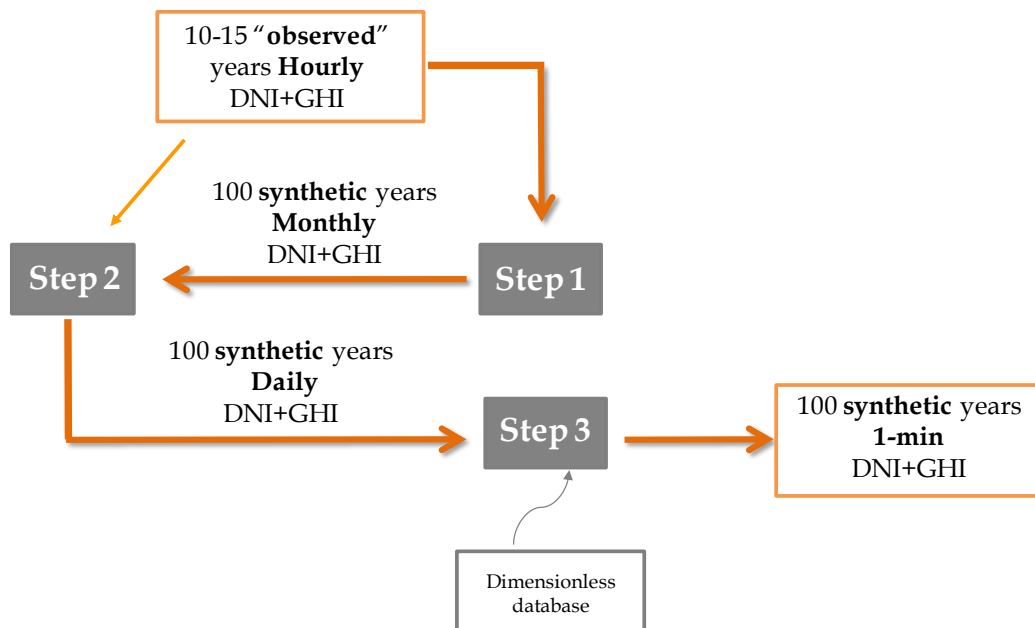 10-15 “observed”
years Hourly
DNI+GHI
100 synthetic years
Monthly
DNI+GHI
Step 2
Step 1
100 synthetic years
Daily
DNI+GHI
Step 3
100 synthetic years
1-min
DNI+GHI
Dimensionless
database